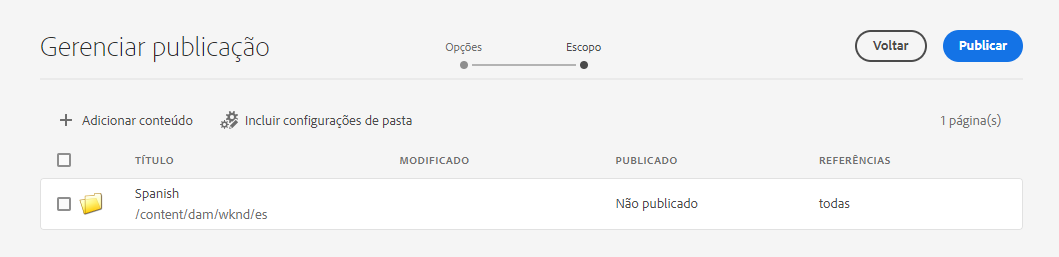 Gerenciar publicação
Opções
Escopo
Voltar
Publicar
Adicionar conteúdo
Incluir configurações de pasta
1 página(s)
TÍTULO
MODIFICADO
PUBLICADO
REFERÊNCIAS
Spanish
/content/dam/wknd/es
Não publicado
todas